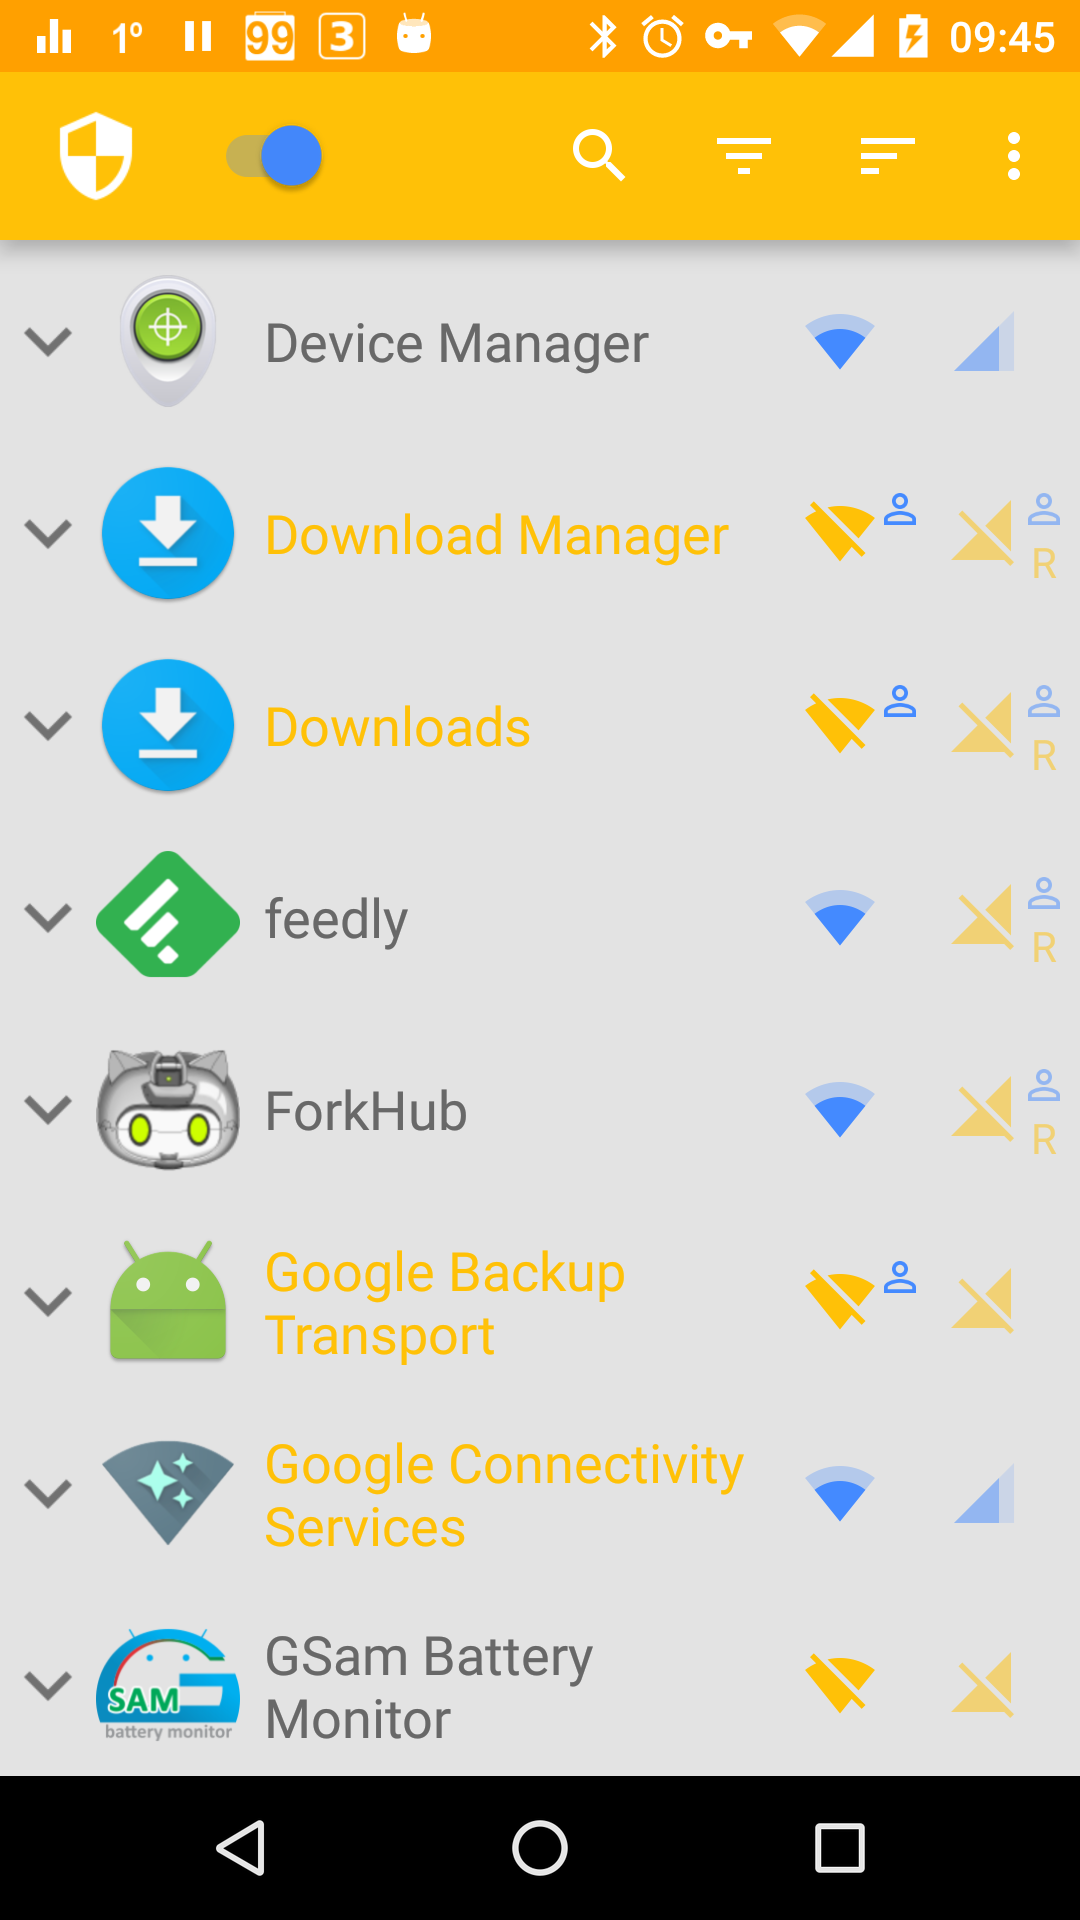 1º 99 3 09:45
Device Manager
Download Manager
R
Downloads
R
feedly
R
ForkHub
R
Google Backup
Transport
Google Connectivity
Services
SAM
battery monitor
GSam Battery
Monitor